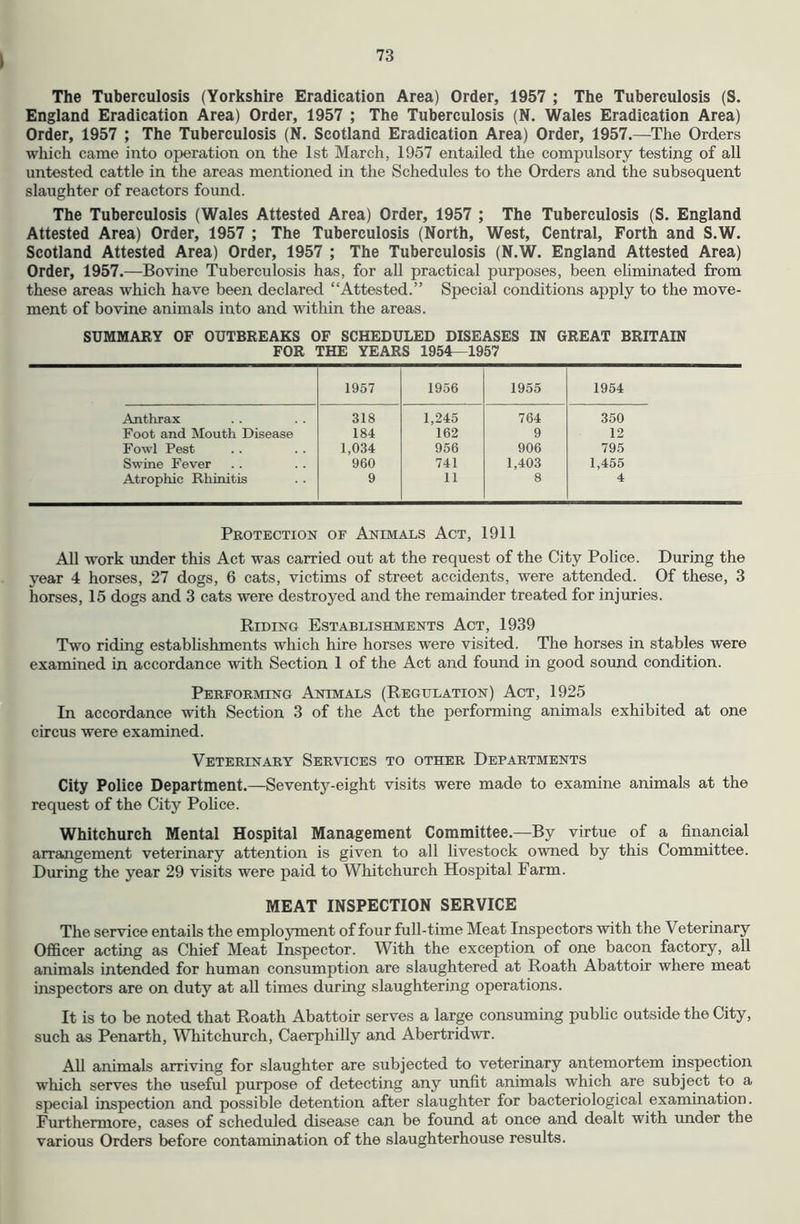 73
The Tuberculosis (Yorkshire Eradication Area) Order, 1957 ; The Tuberculosis (S.
England Eradication Area) Order, 1957 ; The Tuberculosis (N. Wales Eradication Area)
Order, 1957 ; The Tuberculosis (N. Scotland Eradication Area) Order, 1957.—The Orders
which came into operation on the 1st March, 1957 entailed the compulsory testing of all
untested cattle in the areas mentioned in the Schedules to the Orders and the subsequent
slaughter of reactors found.
The Tuberculosis (Wales Attested Area) Order, 1957 ; The Tuberculosis (S. England
Attested Area) Order, 1957 ; The Tuberculosis (North, West, Central, Forth and S.W.
Scotland Attested Area) Order, 1957 ; The Tuberculosis (N.W. England Attested Area)
Order, 1957.—Bovine Tuberculosis has, for all practical purposes, been eliminated from
these areas which have been declared “Attested.” Special conditions apply to the move-
ment of bovine animals into and within the areas.
SUMMARY OF OUTBREAKS OF SCHEDULED DISEASES IN GREAT BRITAIN
FOR THE YEARS 1954—1957
1957 1956 1955 1954
Anthrax . . . . 318 1,245 764 350
Foot and Mouth Disease 184 162 9 12
Fowl Pest . . . . 1,034 956 906 795
Swine Fever . . . . 960 741 1,403 1,455
Atrophic Rhinitis . . 9 11 8 4
PROTECTION OF ANIMALS ACT, 1911
All work under this Act was carried out at the request of the City Police. During the
year 4 horses, 27 dogs, 6 cats, victims of street accidents, were attended. Of these, 3
horses, 15 dogs and 3 cats were destroyed and the remainder treated for injuries.
RIDING ESTABLISHMENTS ACT, 1939
Two riding establishments which hire horses were visited. The horses in stables were
examined in accordance with Section 1 of the Act and found in good sound condition.
PERFORMING ANIMALS (REGULATION) ACT, 1925
In accordance with Section 3 of the Act the performing animals exhibited at one
circus were examined.
VETERINARY SERVICES TO OTHER DEPARTMENTS
City Police Department.—Seventy-eight visits were made to examine animals at the
request of the City Police.
Whitchurch Mental Hospital Management Committee.—By virtue of a financial
arrangement veterinary attention is given to all livestock owned by this Committee.
During the year 29 visits were paid to Whitchurch Hospital Farm.
MEAT INSPECTION SERVICE
The service entails the employment of four full-time Meat Inspectors with the Veterinary
Officer acting as Chief Meat Inspector. With the exception of one bacon factory, all
animals intended for human consumption are slaughtered at Roath Abattoir where meat
inspectors are on duty at all times during slaughtering operations.
It is to be noted that Roath Abattoir serves a large consuming public outside the City,
such as Penarth, Whitchurch, Caerphilly and Abertridwr.
All animals arriving for slaughter are subjected to veterinary antemortem inspection
which serves the useful purpose of detecting any unfit animals which are subject to a
special inspection and possible detention after slaughter for bacteriological examination.
Furthermore, cases of scheduled disease can be found at once and dealt with under the
various Orders before contamination of the slaughterhouse results.